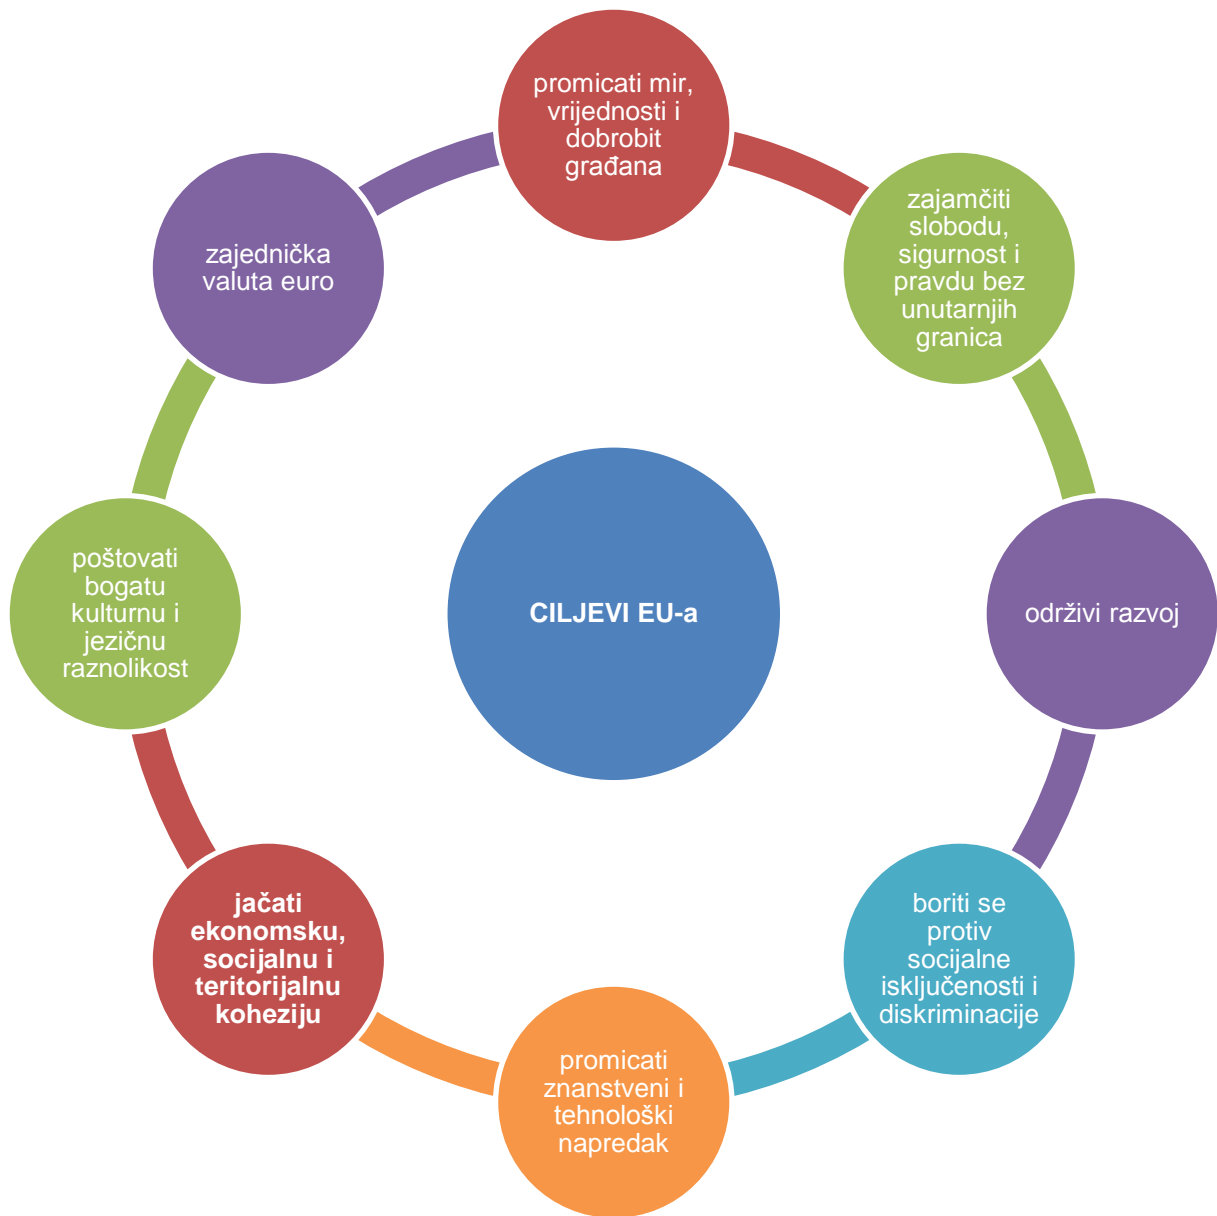 promicati mir,
vrijednosti i
dobrobit
građana
zajamčiti
slobodu,
sigurnost i
pravdu bez
unutarnjih
granica
održivi razvoj
boriti se
protiv
socijalne
isključenosti i
diskriminacije
promicati
znanstveni i
tehnološki
napredak
jačati
ekonomsku,
socijalnu i
teritorijalnu
koheziju
poštovati
bogatu
kulturnu i
jezičnu
raznolikost
zajednička
valuta euro
CILJEVI EU-a